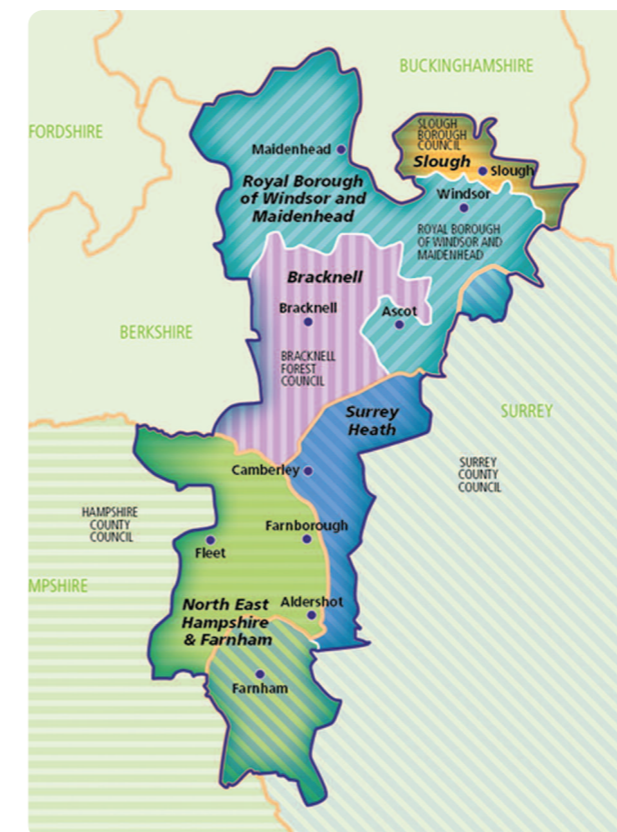 BUCKINGHAMSHIRE
FORDSHIRE
SLOUGH
BOROUGH
COUNCIL
Slough
Slough
Maidenhead
Royal Borough
of Windsor and
Maidenhead
Windsor
ROYAL BOROUGH
OF WINDSOR AND
MAIDENHEAD
Bracknell
Bracknell
Ascot
BERKSHIRE
BRACKNELL
FOREST
COUNCIL
Surrey
Heath
SURREY
Camberley
SURREY
COUNTY
COUNCIL
HAMPSHIRE
COUNTY
COUNCIL
Farnborough
Fleet
MPSHIRE
North East
Hampshire
& Farnham
Aldershot
Farnham